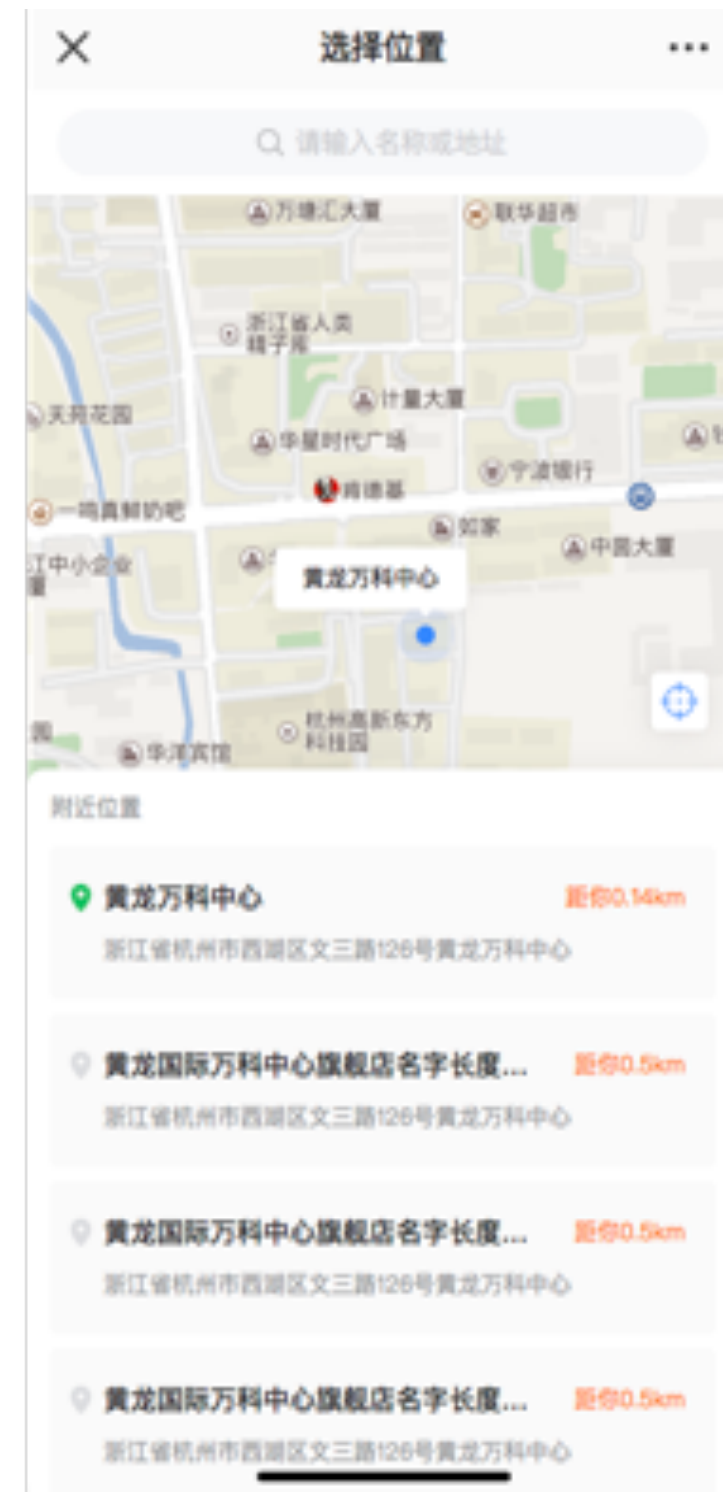 选择位置
请输入名称或地址
万塘汇大厦
联华超市
浙江省人类
精子库
计量大厦
天苑花园
华星时代广场
宁波银行
肯德基
一鸣真鲜奶吧
如家
中小企业
厦
黄龙万科中心
杭州高新东方
科技园
园
华洋宾馆
附近位置
黄龙万科中心
距你0.14km
浙江省杭州市西湖区文三路126号黄龙万科中心
黄龙国际万科中心旗舰店名字长度...
距你0.5km
浙江省杭州市西湖区文三路126号黄龙万科中心
黄龙国际万科中心旗舰店名字长度...
距你0.5km
浙江省杭州市西湖区文三路126号黄龙万科中心
黄龙国际万科中心旗舰店名字长度...
距你0.5km
浙江省杭州市西湖区文三路126号黄龙万科中心